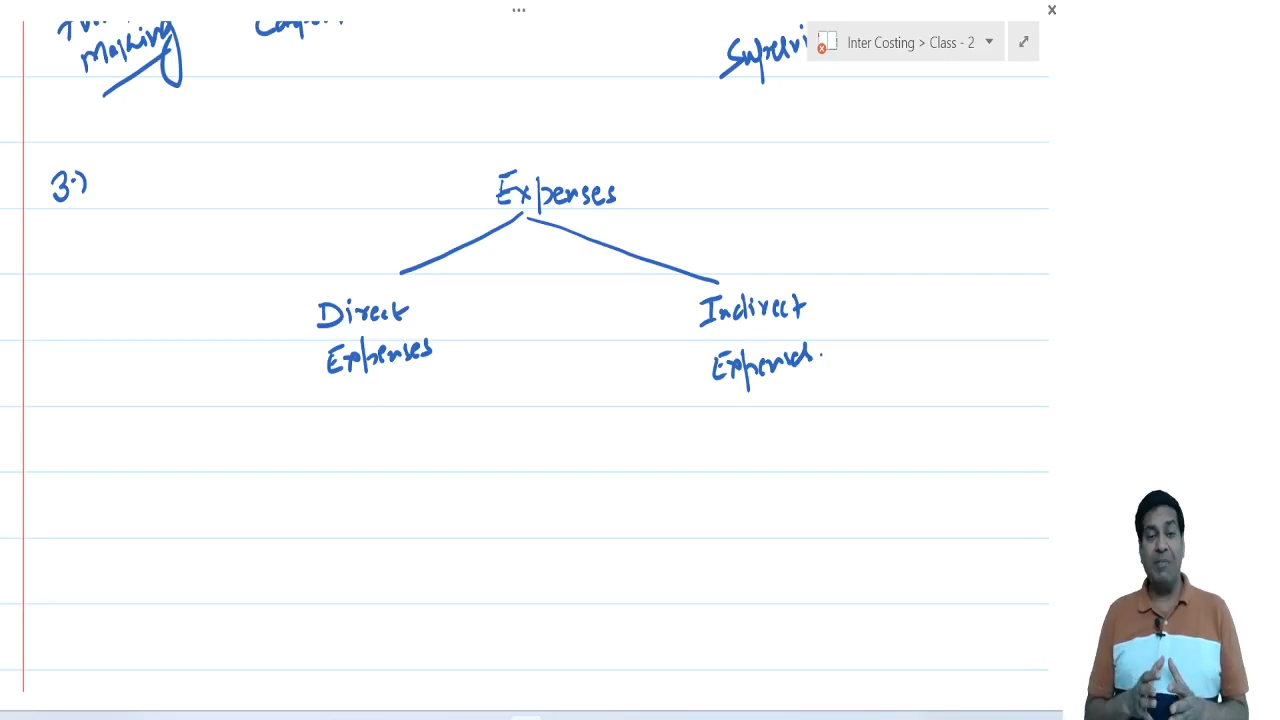 Inter Costing > Class - 2
Making
3.)
Expenses
Direct
Expenses
Indirect
Expenses.